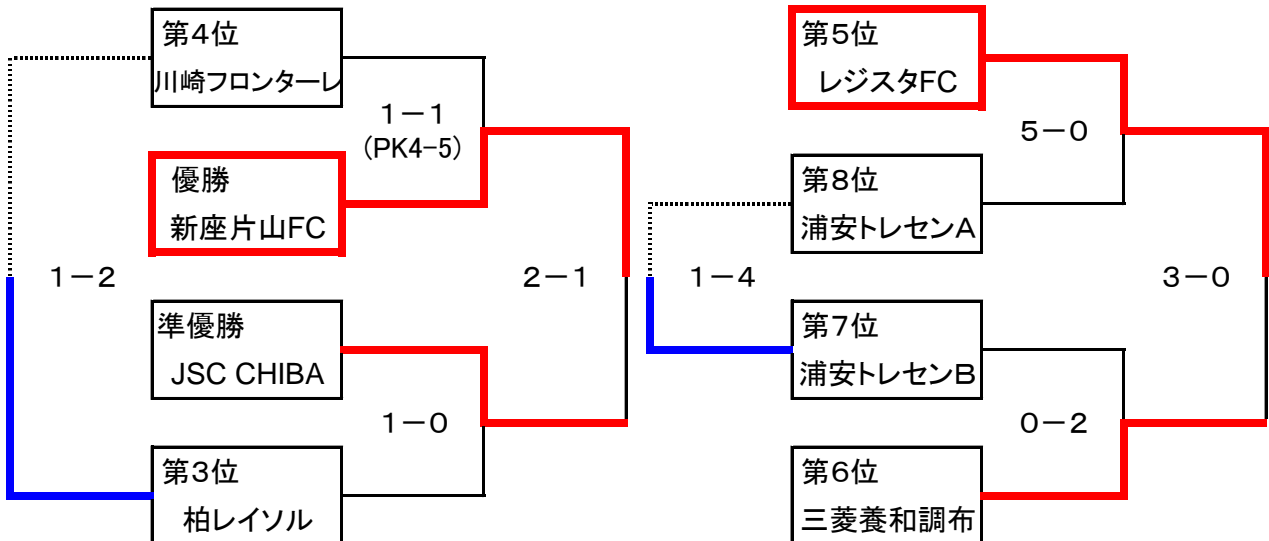 第4位
川崎フロンターレ
1-1
(PK4-5)
優勝
新座片山FC
1-2
2-1
準優勝
JSC CHIBA
1-0
第3位
柏レイソル
第5位
レジスタFC
5-0
第8位
浦安トレセンA
1-4
3-0
第7位
浦安トレセンB
0-2
第6位
三菱養和調布